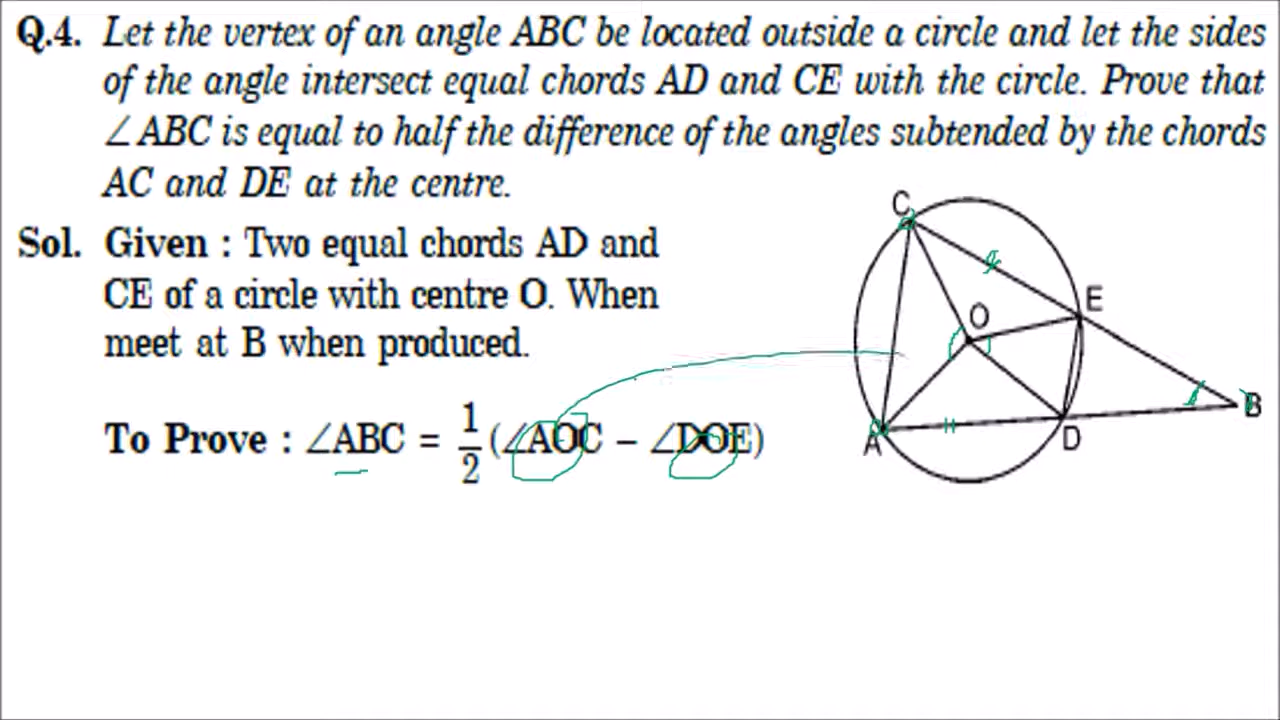 Q.4. Let the vertex of an angle ABC be located outside a circle and let the sides
of the angle intersect equal chords AD and CE with the circle. Prove that
∠ABC is equal to half the difference of the angles subtended by the chords
AC and DE at the centre.
Sol. Given : Two equal chords AD and
CE of a circle with centre O. When
meet at B when produced.
To Prove : ∠ABC = 1/2 (∠AOC – ∠DOE)
C
E
O
B
A
D